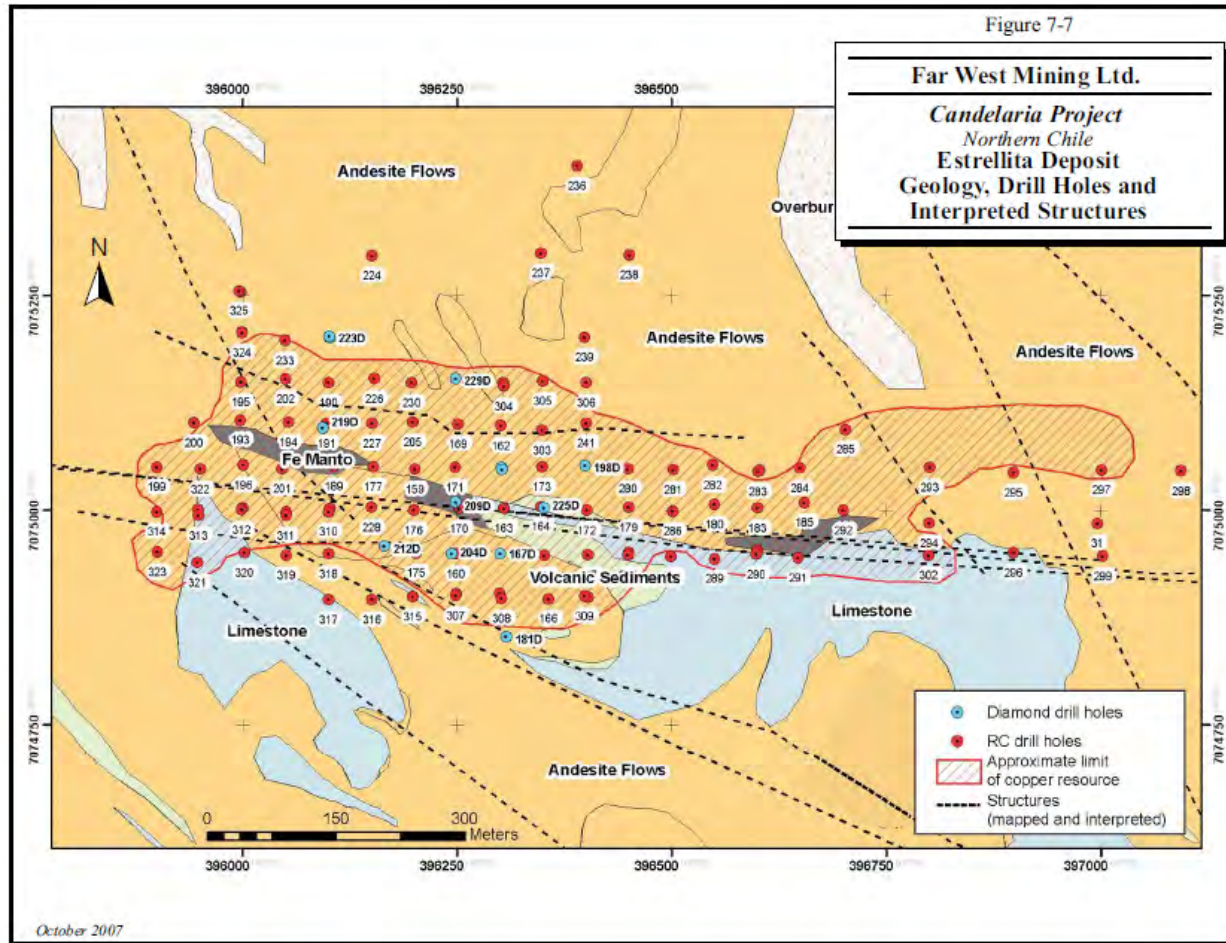 Figure 7-7
Far West Mining Ltd.
Candelaria Project
Northern Chile
Estrellita Deposit
Geology, Drill Holes and
Interpreted Structures
396000 396250 396500
Andesite Flows
236
Overbur
N
224 237 238
7075250 7075250
325
324 233 223D 239
Andesite Flows Andesite Flows
195 202 190 226 230 229D 304 305 306
200 193 194 219D 191 227 205 169 162 303 241 285
Fe Manto
199 322 196 201 189 177 159 171 173 198D 280 281 282 283 284 293 295 297 298
7075000 7075000
314 313 312 311 310 228 176 209D 170 163 225D 164 172 179 286 180 183 185 292 294 31
323 321 320 319 318 212D 175 204D 160 167D 289 290 291 302 296 299
Volcanic Sediments
317 316 315 307 308 166 309
Limestone Limestone
181D
7074750 7074750
Diamond drill holes
RC drill holes
Approximate limit
of copper resource
Structures
(mapped and interpreted)
Andesite Flows
0 150 300
Meters
396000 396250 396500 396750 397000
October 2007